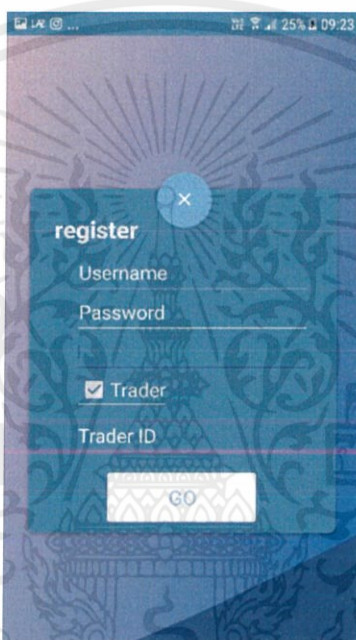 25% 09:23
×
register
Username
Password
Trader
Trader ID
GO